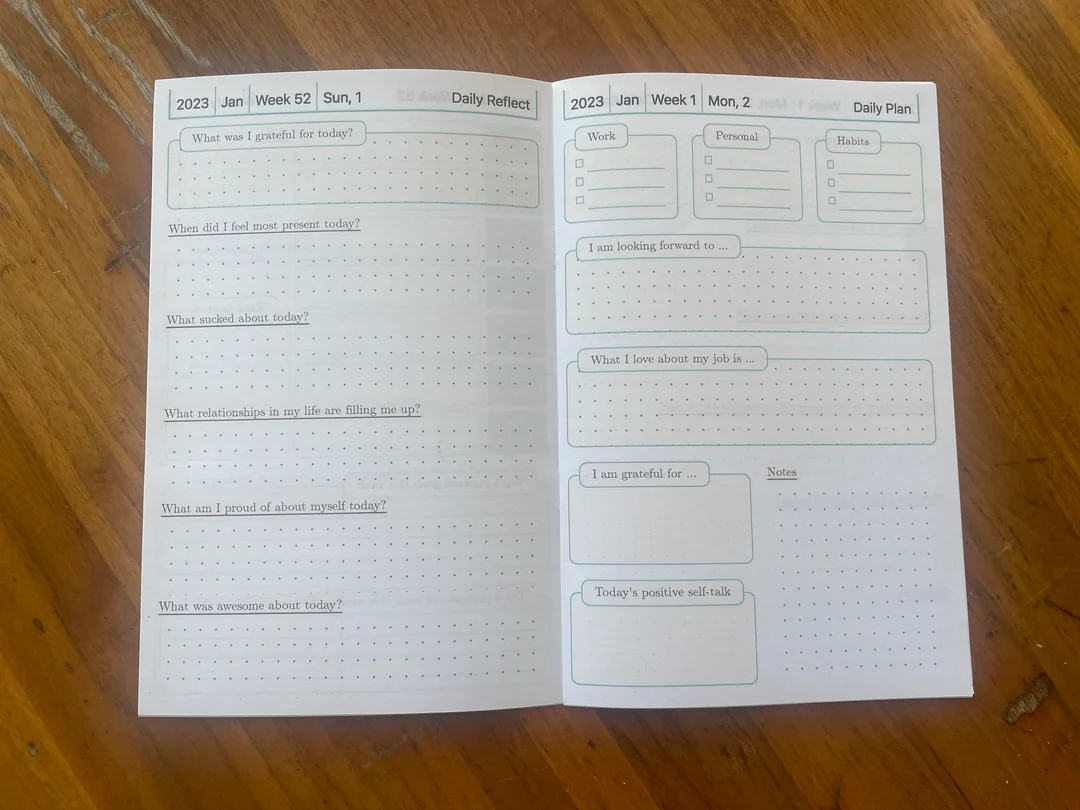 2023 Jan Week 52 Sun, 1 Daily Reflect
What was I grateful for today?
When did I feel most present today?
What sucked about today?
What relationships in my life are filling me up?
What am I proud of about myself today?
What was awesome about today?
2023 Jan Week 1 Mon, 2 Daily Plan
Work Personal Habits
I am looking forward to ...
What I love about my job is ...
I am grateful for ...
Notes
Today's positive self-talk